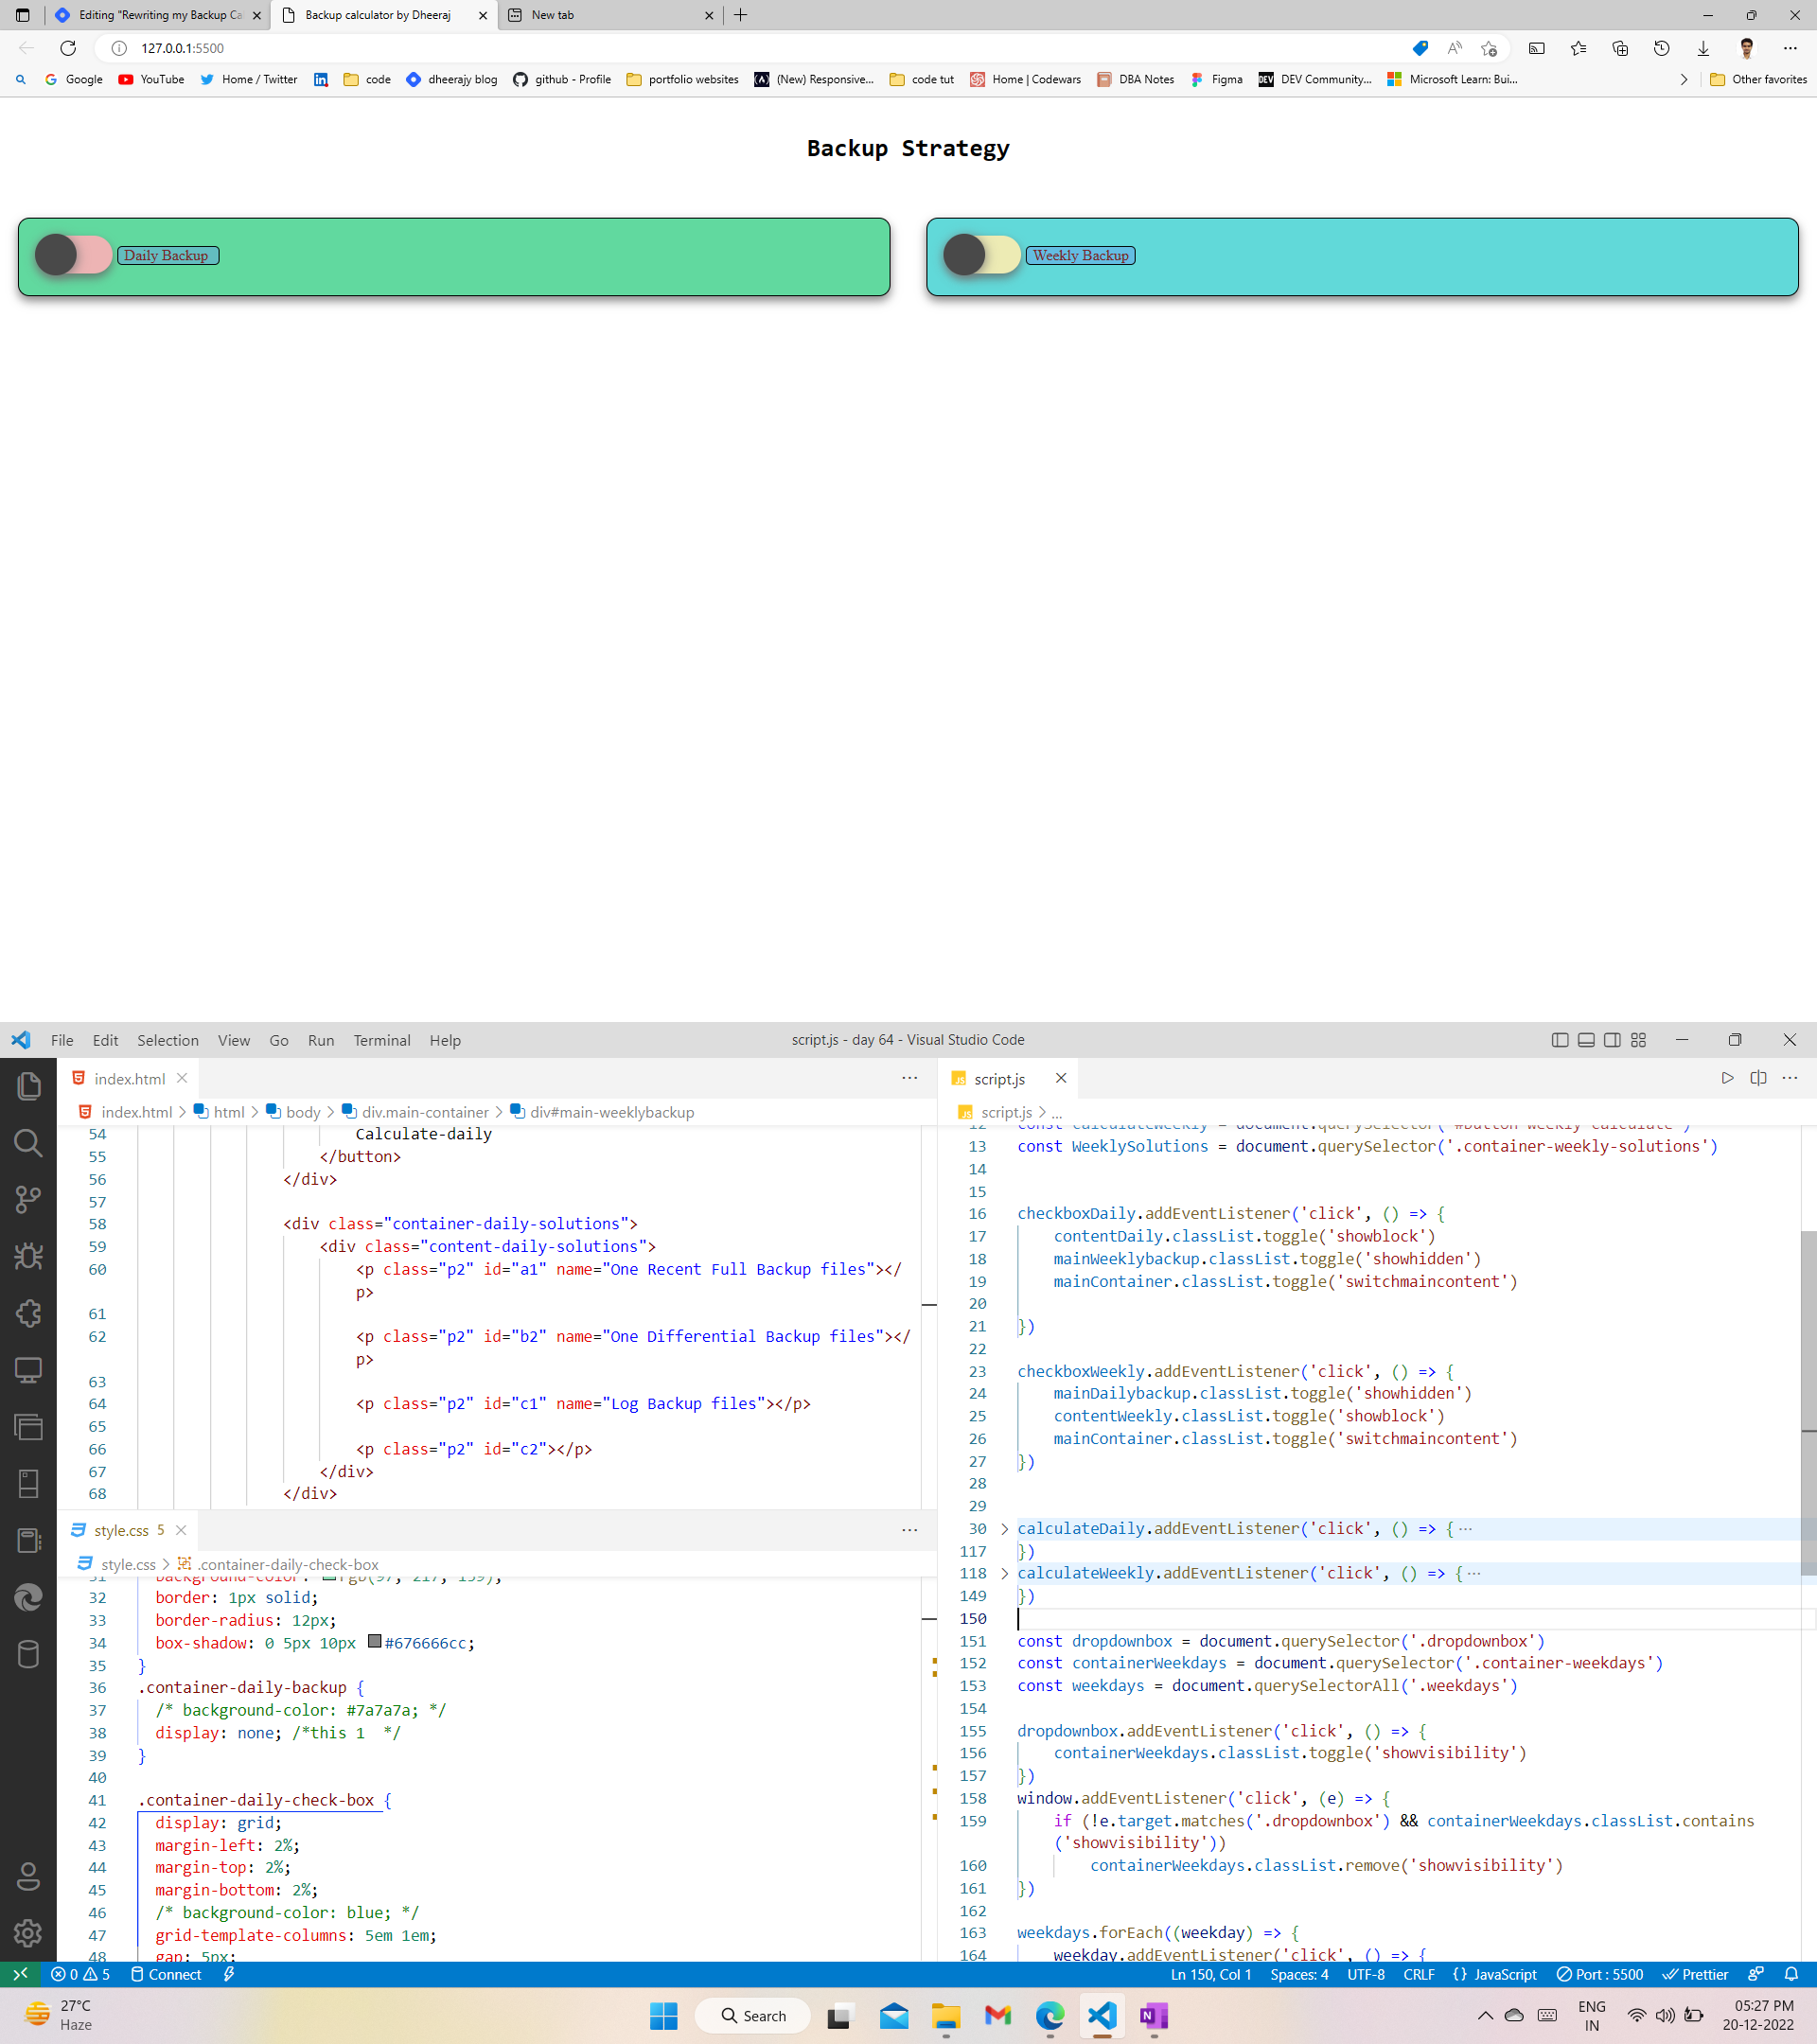 Editing "Rewriting my Backup Ca
Backup calculator by Dheeraj
New tab
127.0.0.1:5500
Google
YouTube
Home / Twitter
code
dheerajy blog
github - Profile
portfolio websites
(New) Responsive...
code tut
Home | Codewars
DBA Notes
Figma
DEV Community...
Microsoft Learn: Bui...
Other favorites
Backup Strategy
Daily Backup
Weekly Backup
File Edit Selection View Go Run Terminal Help
script.js - day 64 - Visual Studio Code
index.html
index.html > html > body > div.main-container > div#main-weeklybackup
54 Calculate-daily
55 </button>
56 </div>
57
58 <div class="container-daily-solutions">
59 <div class="content-daily-solutions">
60 <p class="p2" id="a1" name="One Recent Full Backup files"></
p>
61
62 <p class="p2" id="b2" name="One Differential Backup files"></
p>
63
64 <p class="p2" id="c1" name="Log Backup files"></p>
65
66 <p class="p2" id="c2"></p>
67 </div>
68 </div>
style.css 5
style.css > .container-daily-check-box
31 background-color: rgb(97, 217, 159);
32 border: 1px solid;
33 border-radius: 12px;
34 box-shadow: 0 5px 10px #676666cc;
35 }
36 .container-daily-backup {
37 /* background-color: #7a7a7a; */
38 display: none; /*this 1  */
39 }
40
41 .container-daily-check-box {
42 display: grid;
43 margin-left: 2%;
44 margin-top: 2%;
45 margin-bottom: 2%;
46 /* background-color: blue; */
47 grid-template-columns: 5em 1em;
48 gap: 5px;
script.js
script.js > ...
12 const calculateWeekly = document.querySelector('#button-weekly-calculate')
13 const WeeklySolutions = document.querySelector('.container-weekly-solutions')
14
15
16 checkboxDaily.addEventListener('click', () => {
17 contentDaily.classList.toggle('showblock')
18 mainWeeklybackup.classList.toggle('showhidden')
19 mainContainer.classList.toggle('switchmaincontent')
20
21 })
22
23 checkboxWeekly.addEventListener('click', () => {
24 mainDailybackup.classList.toggle('showhidden')
25 contentWeekly.classList.toggle('showblock')
26 mainContainer.classList.toggle('switchmaincontent')
27 })
28
29
30 calculateDaily.addEventListener('click', () => { ...
117 })
118 calculateWeekly.addEventListener('click', () => { ...
149 })
150
151 const dropdownbox = document.querySelector('.dropdownbox')
152 const containerWeekdays = document.querySelector('.container-weekdays')
153 const weekdays = document.querySelectorAll('.weekdays')
154
155 dropdownbox.addEventListener('click', () => {
156 containerWeekdays.classList.toggle('showvisibility')
157 })
158 window.addEventListener('click', (e) => {
159 if (!e.target.matches('.dropdownbox') && containerWeekdays.classList.contains
('showvisibility'))
160 containerWeekdays.classList.remove('showvisibility')
161 })
162
163 weekdays.forEach((weekday) => {
164 weekday.addEventListener('click', () => {
0 5 Connect
Ln 150, Col 1 Spaces: 4 UTF-8 CRLF {} JavaScript Port : 5500 Prettier
27°C
Haze
Search
ENG
IN
05:27 PM
20-12-2022